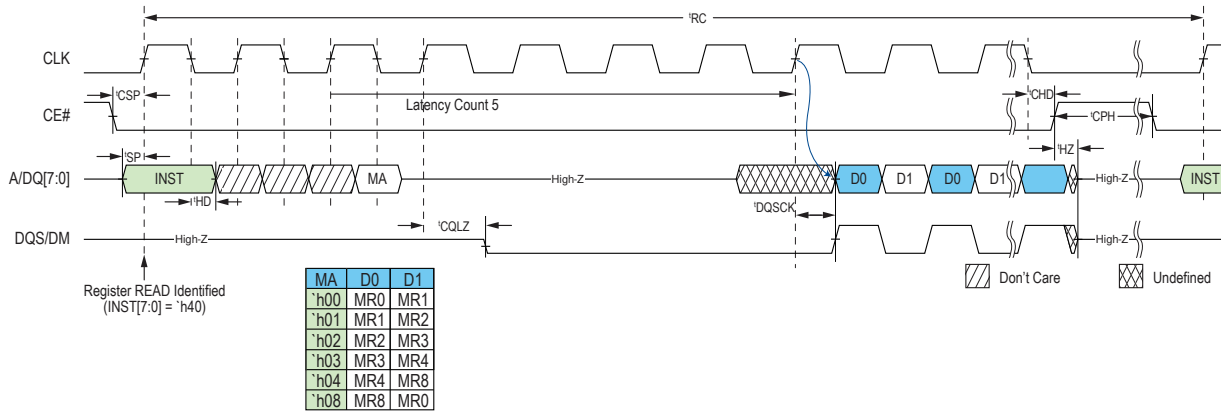 tRC
CLK
tCSP
Latency Count 5
tCHD
CE#
tCPH
tSP
tHZ
A/DQ[7:0]
INST
MA
High-Z
D0
D1
D0
D1
High-Z
INST
tHD
tDQSCK
tCQLZ
DQS/DM
High-Z
High-Z
Register READ Identified
(INST[7:0] = `h40)
Don't Care
Undefined
MA D0 D1
`h00 MR0 MR1
`h01 MR1 MR2
`h02 MR2 MR3
`h03 MR3 MR4
`h04 MR4 MR8
`h08 MR8 MR0